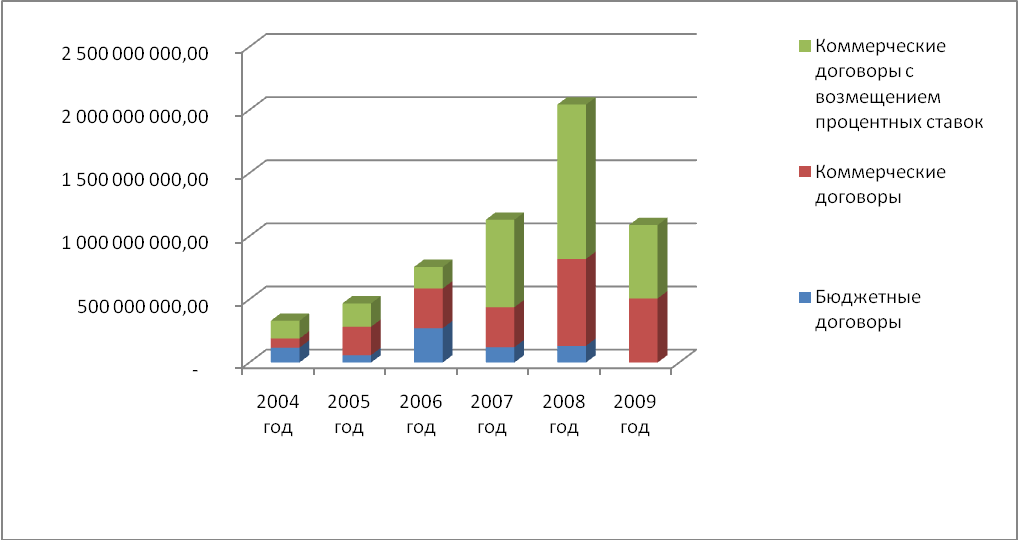 2 500 000 000,00
2 000 000 000,00
1 500 000 000,00
1 000 000 000,00
500 000 000,00
-
2004
год
2005
год
2006
год
2007
год
2008
год
2009
год
Коммерческие
договоры с
возмещением
процентных ставок
Коммерческие
договоры
Бюджетные
договоры